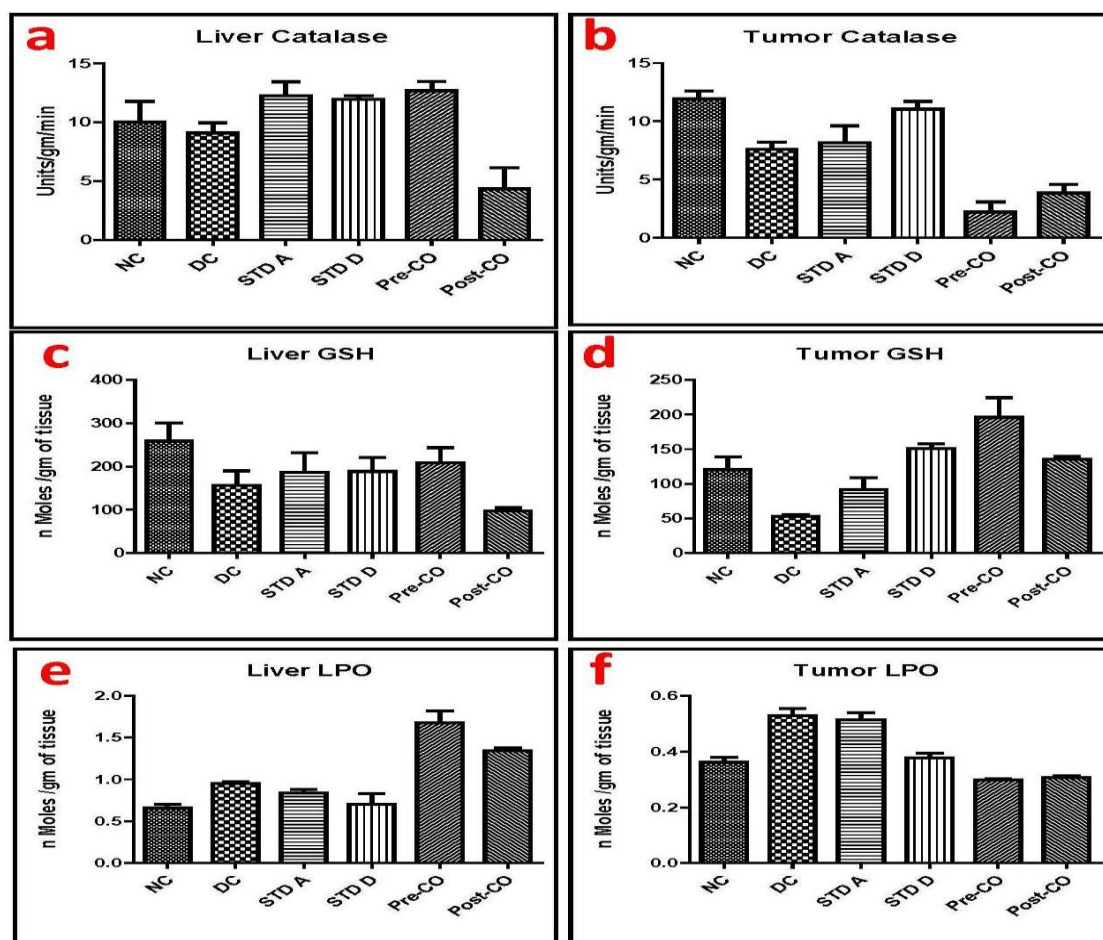 a
Liver Catalase
Units/gm/min
15
10
5
0
NC
DC
STD A
STD D
Pre-CO
Post-CO
b
Tumor Catalase
Units/gm/min
15
10
5
0
NC
DC
STD A
STD D
Pre-CO
Post-CO
c
Liver GSH
n Moles /gm of tissue
400
300
200
100
0
NC
DC
STD A
STD D
Pre-CO
Post-CO
d
Tumor GSH
n Moles /gm of tissue
250
200
150
100
50
0
NC
DC
STD A
STD D
Pre-CO
Post-CO
e
Liver LPO
n Moles /gm of tissue
2.0
1.5
1.0
0.5
0.0
NC
DC
STD A
STD D
Pre-CO
Post-CO
f
Tumor LPO
n Moles /gm of tissue
0.6
0.4
0.2
0.0
NC
DC
STD A
STD D
Pre-CO
Post-CO